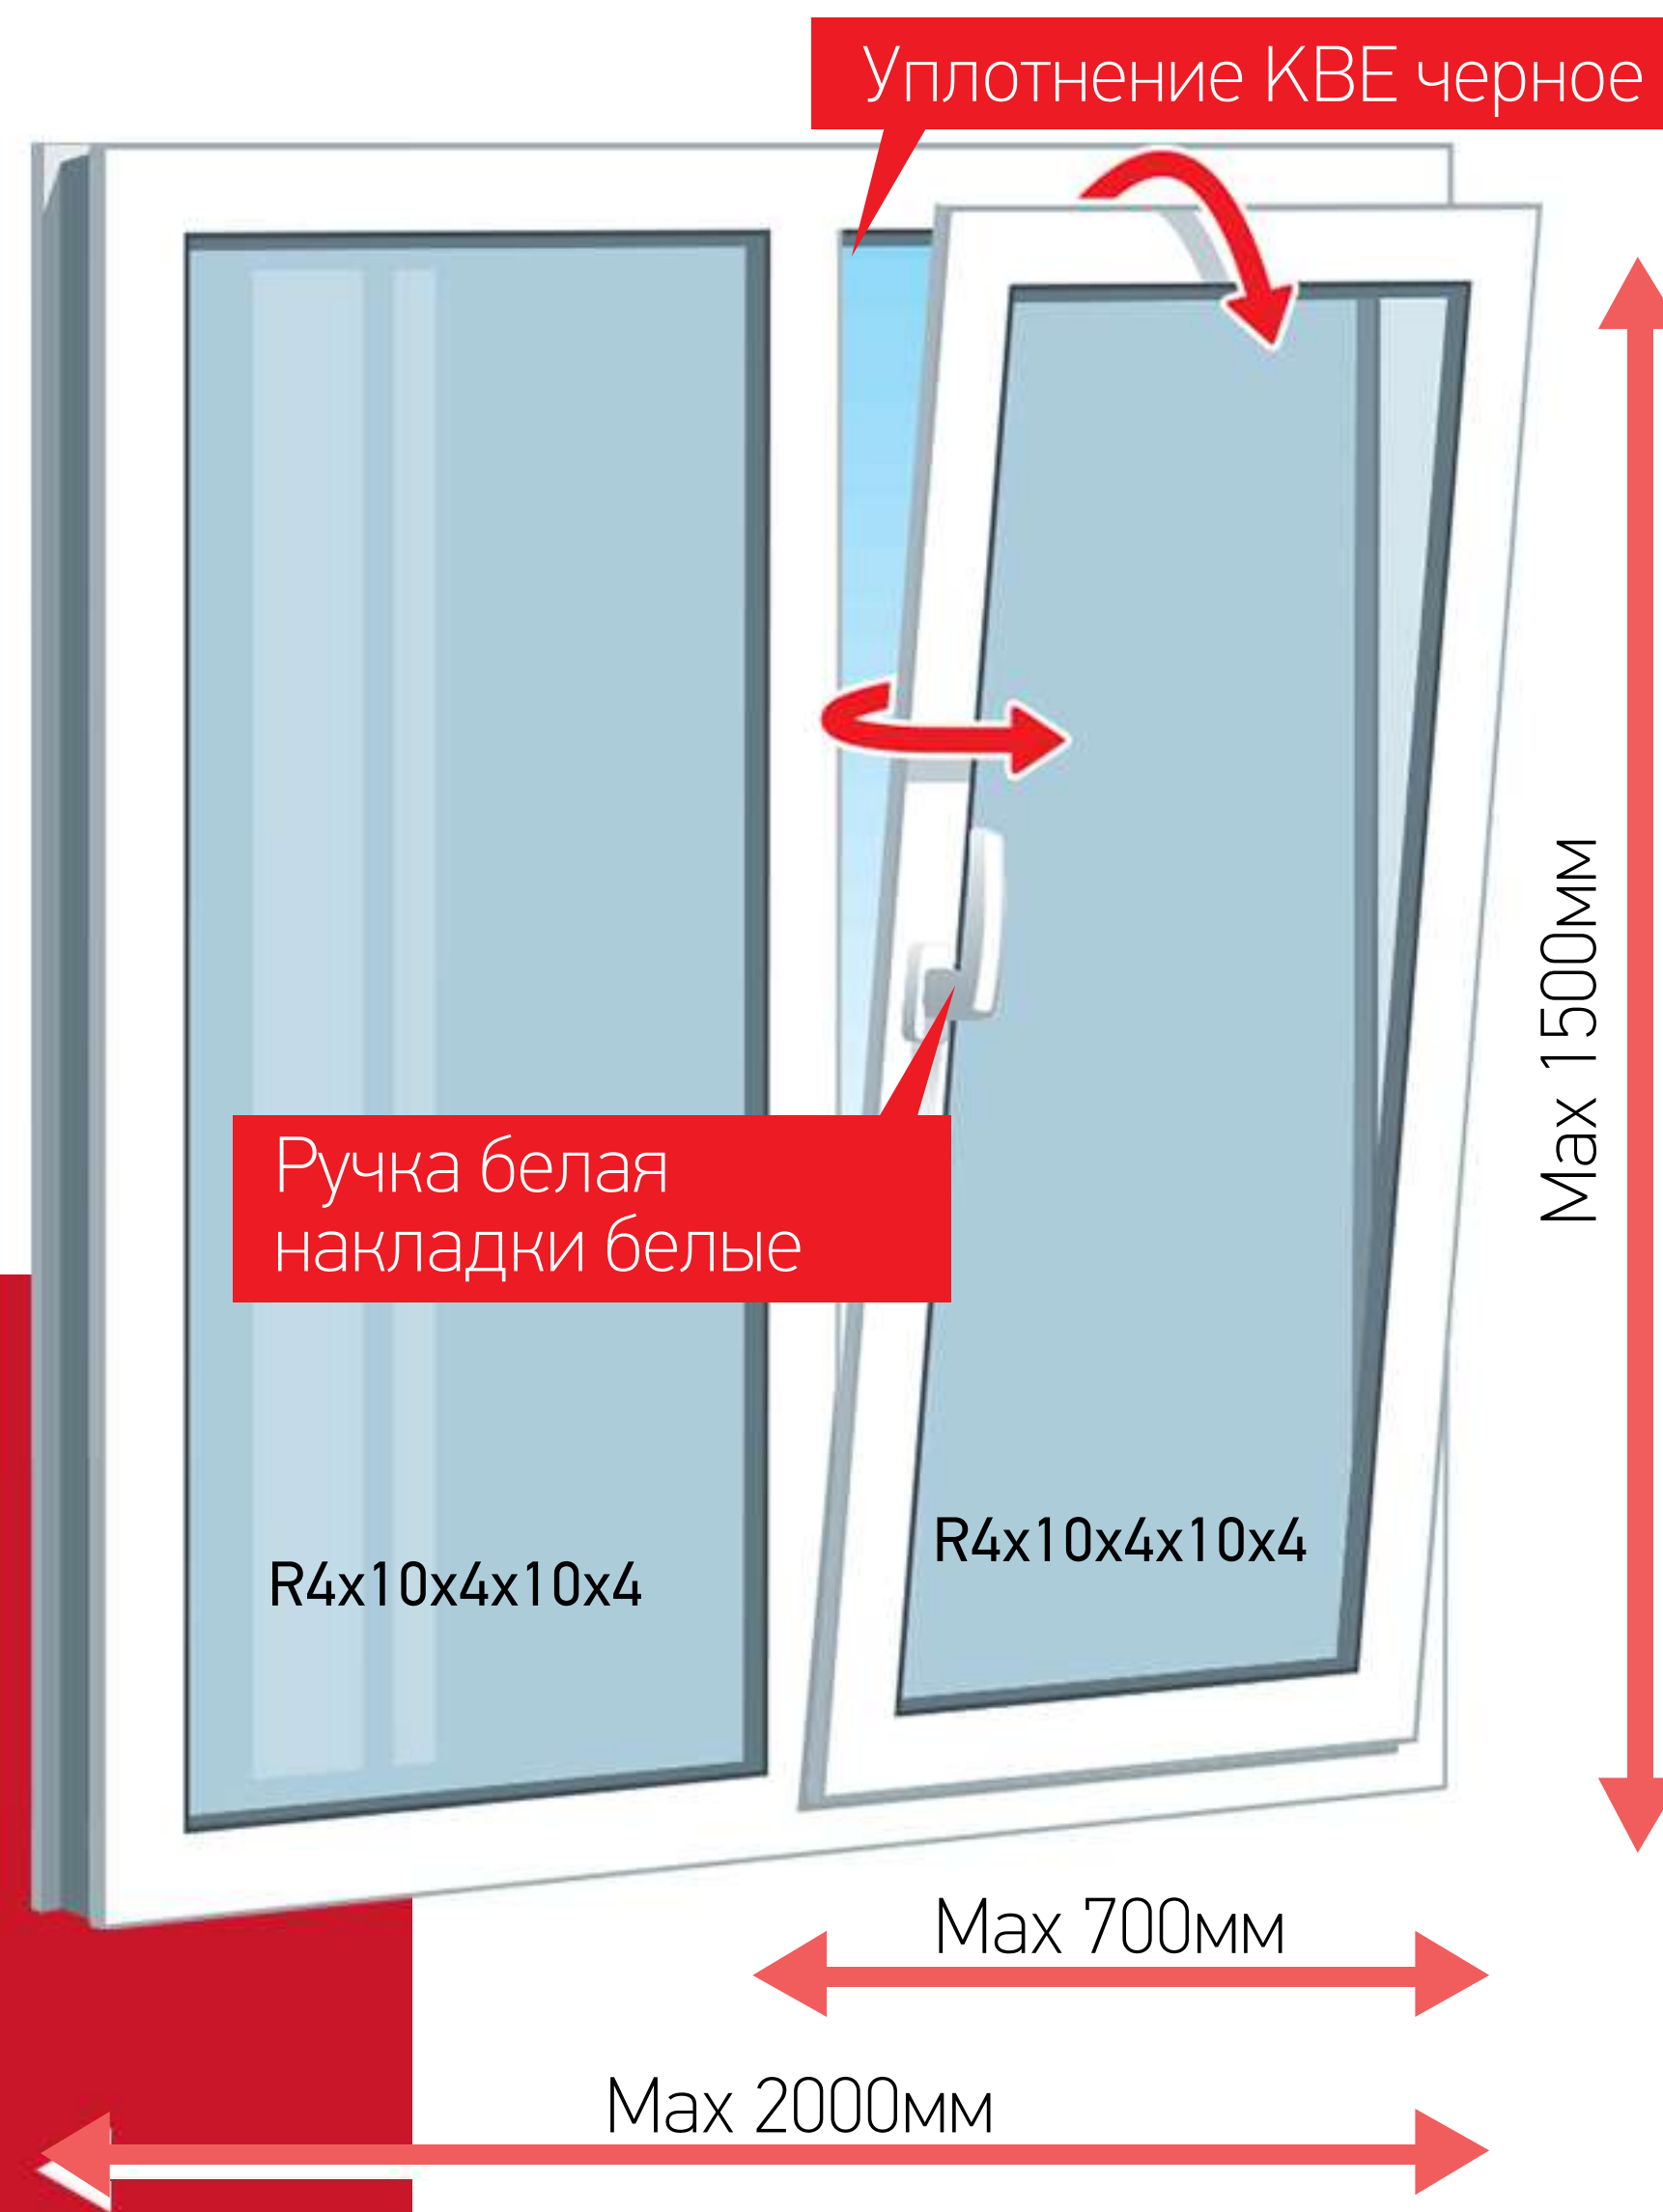 Уплотнение KBE черное
Max 1500мм
Ручка белая
накладки белые
R4x10x4x10x4
R4x10x4x10x4
Max 700мм
Max 2000мм